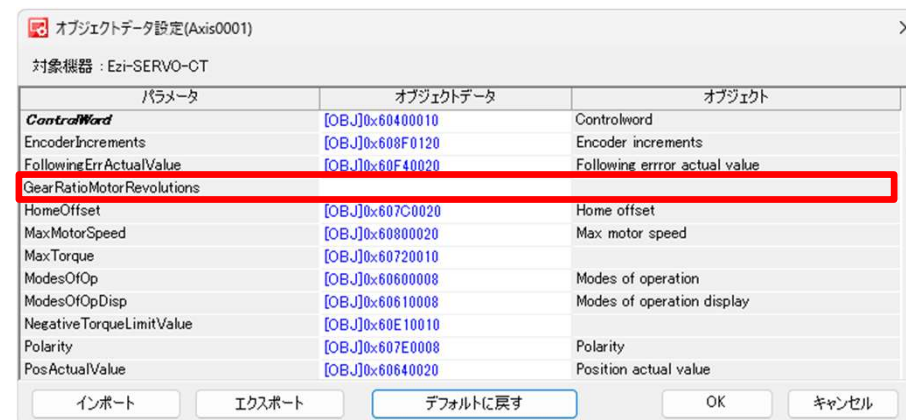 オブジェクトデータ設定(Axis0001)
対象機器 : Ezi-SERVO-CT
パラメータ オブジェクトデータ オブジェクト
ControlWord [OBJ]0x60400010 Controlword
EncoderIncrements [OBJ]0x608F0120 Encoder increments
FollowingErrActualValue [OBJ]0x60F40020 Following errror actual value
GearRatioMotorRevolutions
HomeOffset [OBJ]0x607C0020 Home offset
MaxMotorSpeed [OBJ]0x60800020 Max motor speed
MaxTorque [OBJ]0x60720010
ModesOfOp [OBJ]0x60600008 Modes of operation
ModesOfOpDisp [OBJ]0x60610008 Modes of operation display
NegativeTorqueLimitValue [OBJ]0x60E10010
Polarity [OBJ]0x607E0008 Polarity
PosActualValue [OBJ]0x60640020 Position actual value
インポート エクスポート デフォルトに戻す OK キャンセル